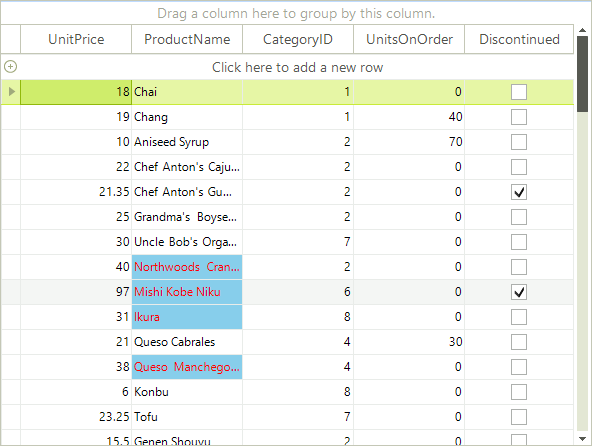 Drag a column here to group by this column.
UnitPrice ProductName CategoryID UnitsOnOrder Discontinued
Click here to add a new row
18 Chai 1 0
19 Chang 1 40
10 Aniseed Syrup 2 70
22 Chef Anton's Caju... 2 0
21.35 Chef Anton's Gu... 2 0
25 Grandma's Boyse... 2 0
30 Uncle Bob's Orga... 7 0
40 Northwoods Cran... 2 0
97 Mishi Kobe Niku 6 0
31 Ikura 8 0
21 Queso Cabrales 4 30
38 Queso Manchego... 4 0
6 Konbu 8 0
23.25 Tofu 7 0
15.5 Genen Shouyu 2 0